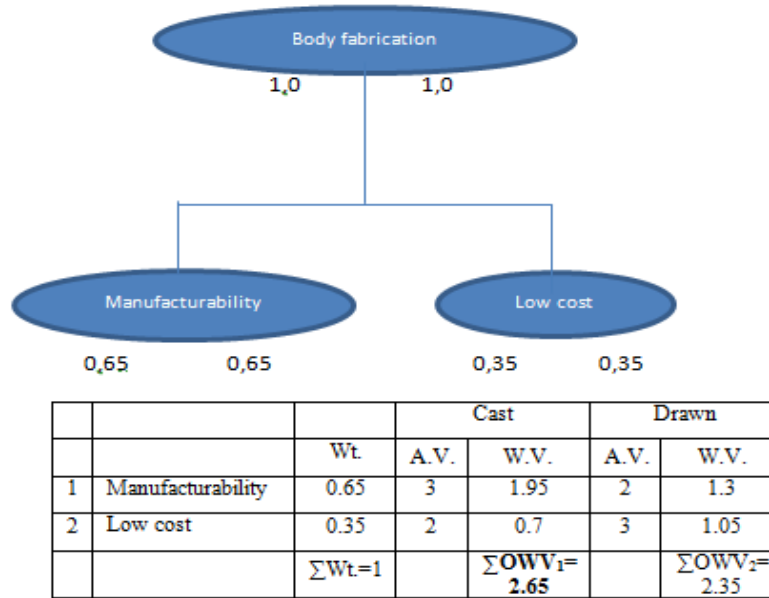 Body fabrication
1,0 1,0
Manufacturability Low cost
0,65 0,65 0,35 0,35
Cast Drawn
Wt. A.V. W.V. A.V. W.V.
1 Manufacturability 0.65 3 1.95 2 1.3
2 Low cost 0.35 2 0.7 3 1.05
∑Wt.=1 ∑OWV₁= ∑OWV₂=
2.65 2.35